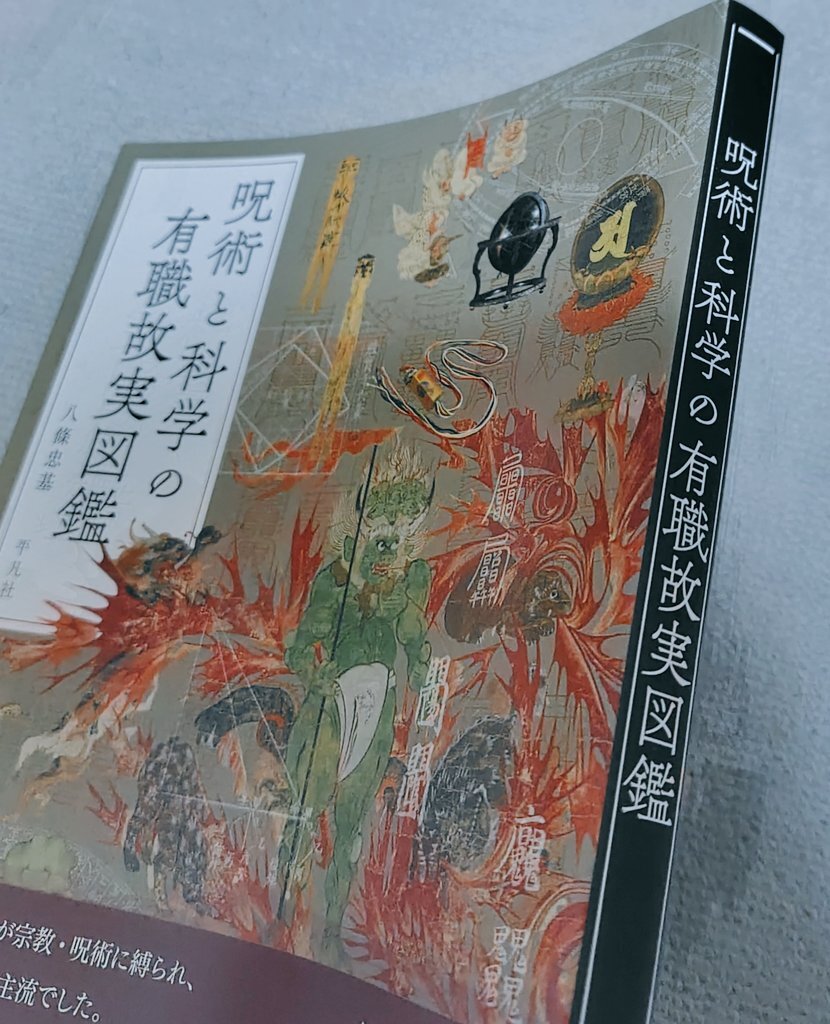 呪術と科学の
有職故実図鑑
八條忠基
平凡社
呪術と科学の有職故実図鑑
が宗教・呪術に縛られ、
主流でした。